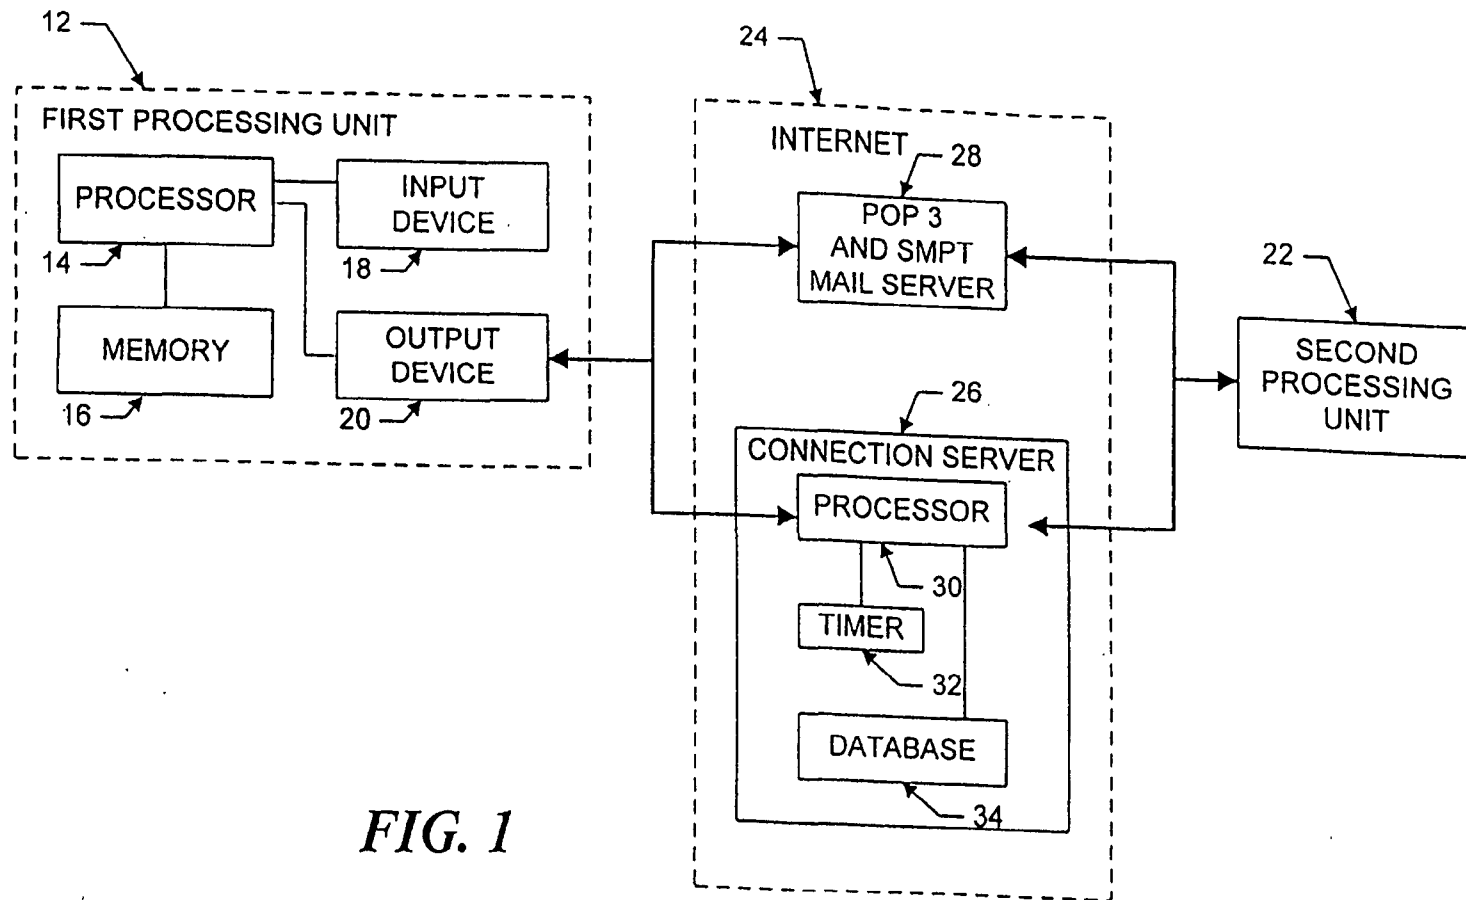 12
FIRST PROCESSING UNIT
PROCESSOR
14
INPUT
DEVICE
18
MEMORY
16
OUTPUT
DEVICE
20
24
INTERNET
28
POP 3
AND SMPT
MAIL SERVER
26
CONNECTION SERVER
PROCESSOR
30
TIMER
32
DATABASE
34
22
SECOND
PROCESSING
UNIT
FIG. 1